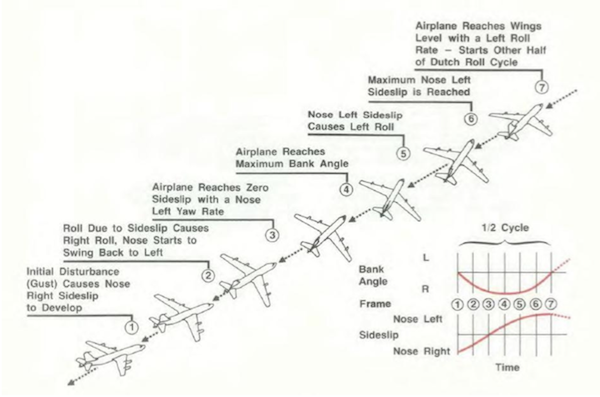 Airplane Reaches Wings
Level with a Left Roll
Rate – Starts Other Half
of Dutch Roll Cycle
7
Maximum Nose Left
Sideslip is Reached
6
Nose Left Sideslip
Causes Left Roll
5
Airplane Reaches
Maximum Bank Angle
4
Airplane Reaches Zero
Sideslip with a Nose
Left Yaw Rate
3
Roll Due to Sideslip Causes
Right Roll, Nose Starts to
Swing Back to Left
2
Initial Disturbance
(Gust) Causes Nose
Right Sideslip
to Develop
1
1/2 Cycle
L
Bank
Angle
R
Frame 1 2 3 4 5 6 7
Nose Left
Sideslip
Nose Right
Time